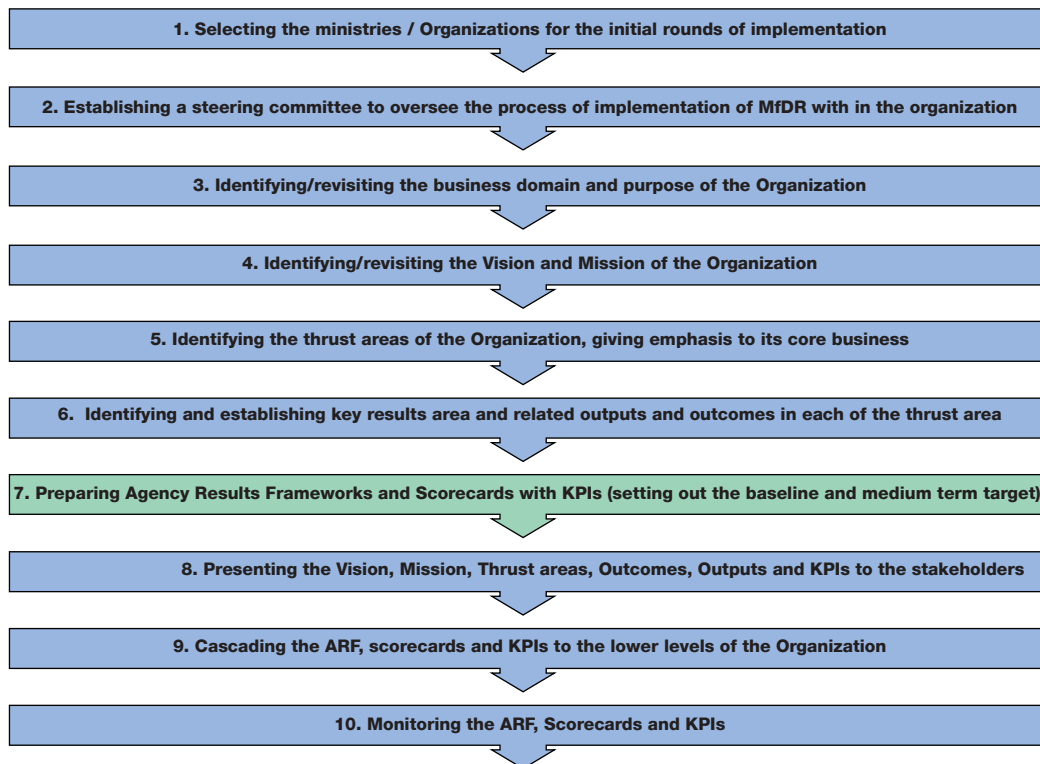 1. Selecting the ministries / Organizations for the initial rounds of implementation
2. Establishing a steering committee to oversee the process of implementation of MfDR with in the organization
3. Identifying/revisiting the business domain and purpose of the Organization
4. Identifying/revisiting the Vision and Mission of the Organization
5. Identifying the thrust areas of the Organization, giving emphasis to its core business
6. Identifying and establishing key results area and related outputs and outcomes in each of the thrust area
7. Preparing Agency Results Frameworks and Scorecards with KPIs (setting out the baseline and medium term target)
8. Presenting the Vision, Mission, Thrust areas, Outcomes, Outputs and KPIs to the stakeholders
9. Cascading the ARF, scorecards and KPIs to the lower levels of the Organization
10. Monitoring the ARF, Scorecards and KPIs